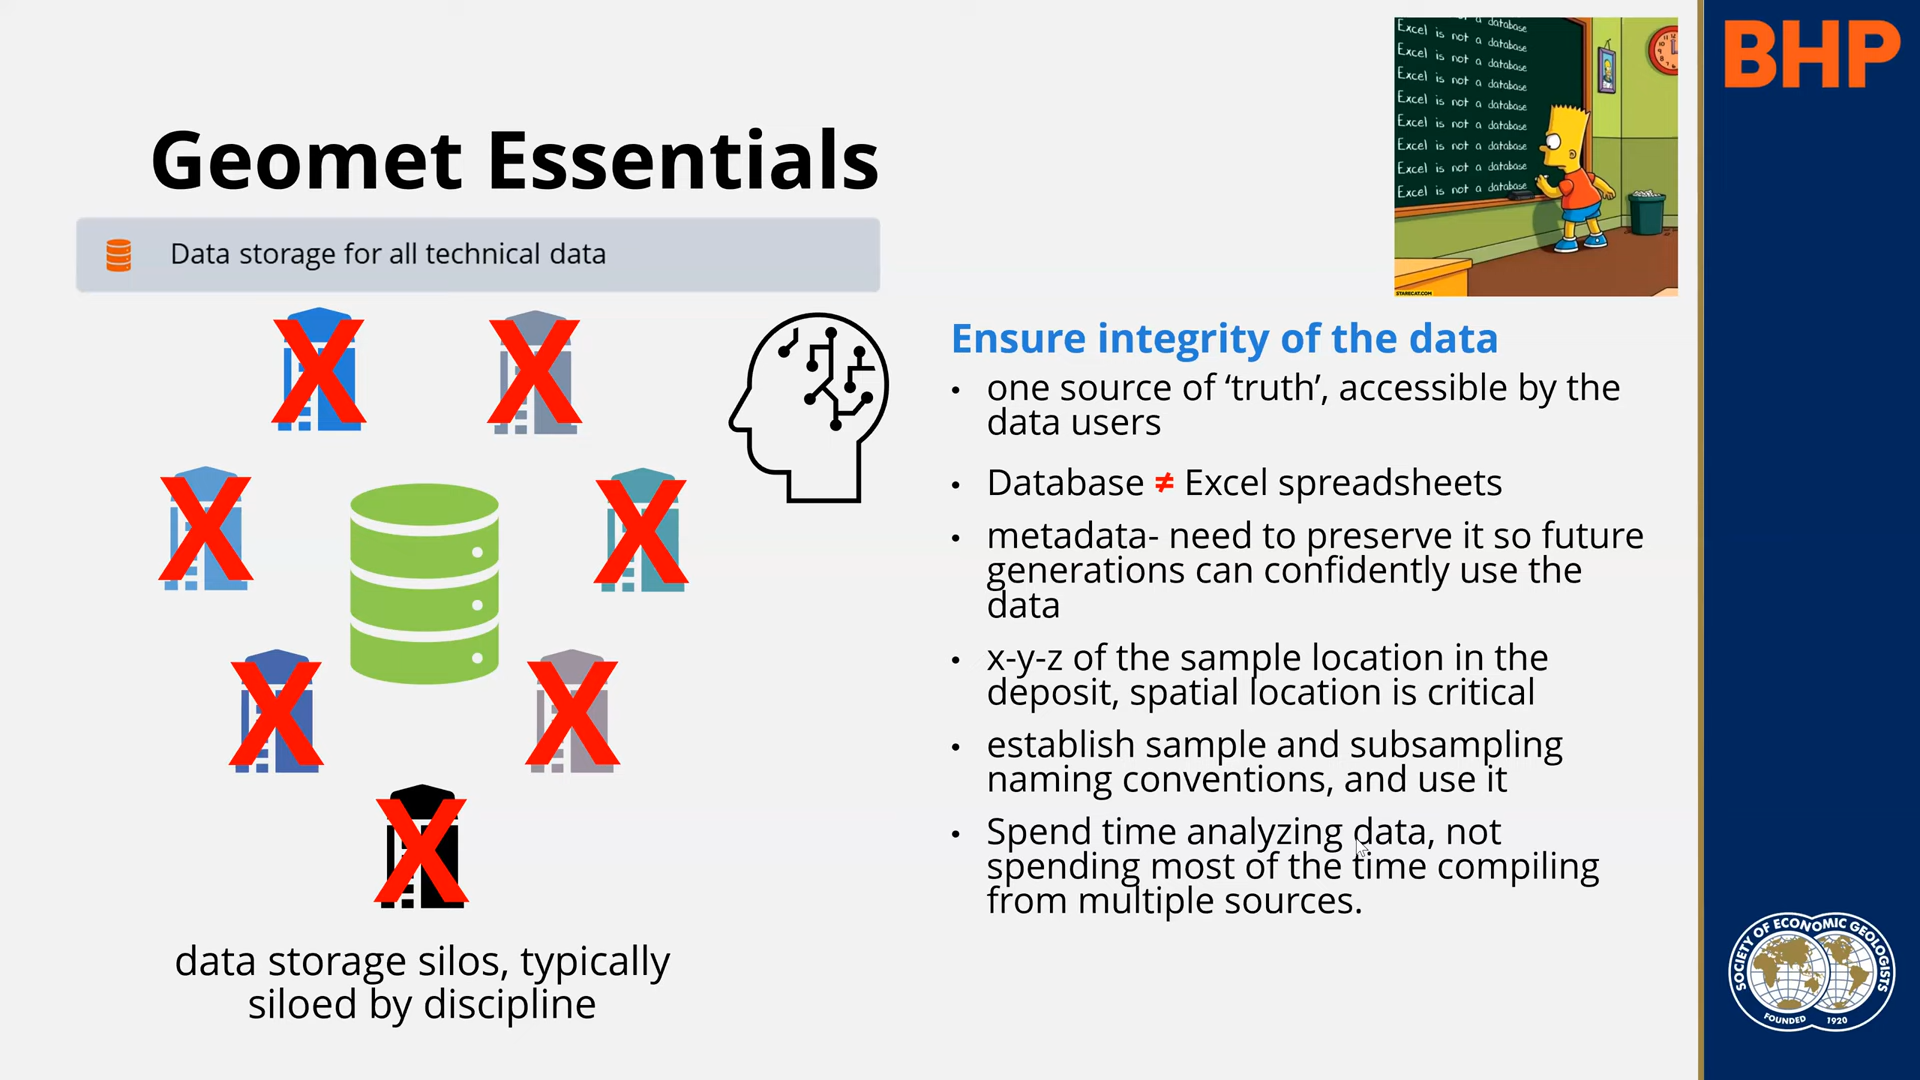 Excel is not a database
Excel is not a database
Excel is not a database
Excel is not a database
Excel is not a database
Excel is not a database
Excel is not a database
Excel is not a database
STARECAT.COM
BHP
Geomet Essentials
Data storage for all technical data
X X
X X
X X
X
data storage silos, typically
siloed by discipline
Ensure integrity of the data
• one source of ‘truth’, accessible by the
data users
• Database ≠ Excel spreadsheets
• metadata- need to preserve it so future
generations can confidently use the
data
• x-y-z of the sample location in the
deposit, spatial location is critical
• establish sample and subsampling
naming conventions, and use it
• Spend time analyzing data, not
spending most of the time compiling
from multiple sources.
SOCIETY OF ECONOMIC GEOLOGISTS
FOUNDED 1920